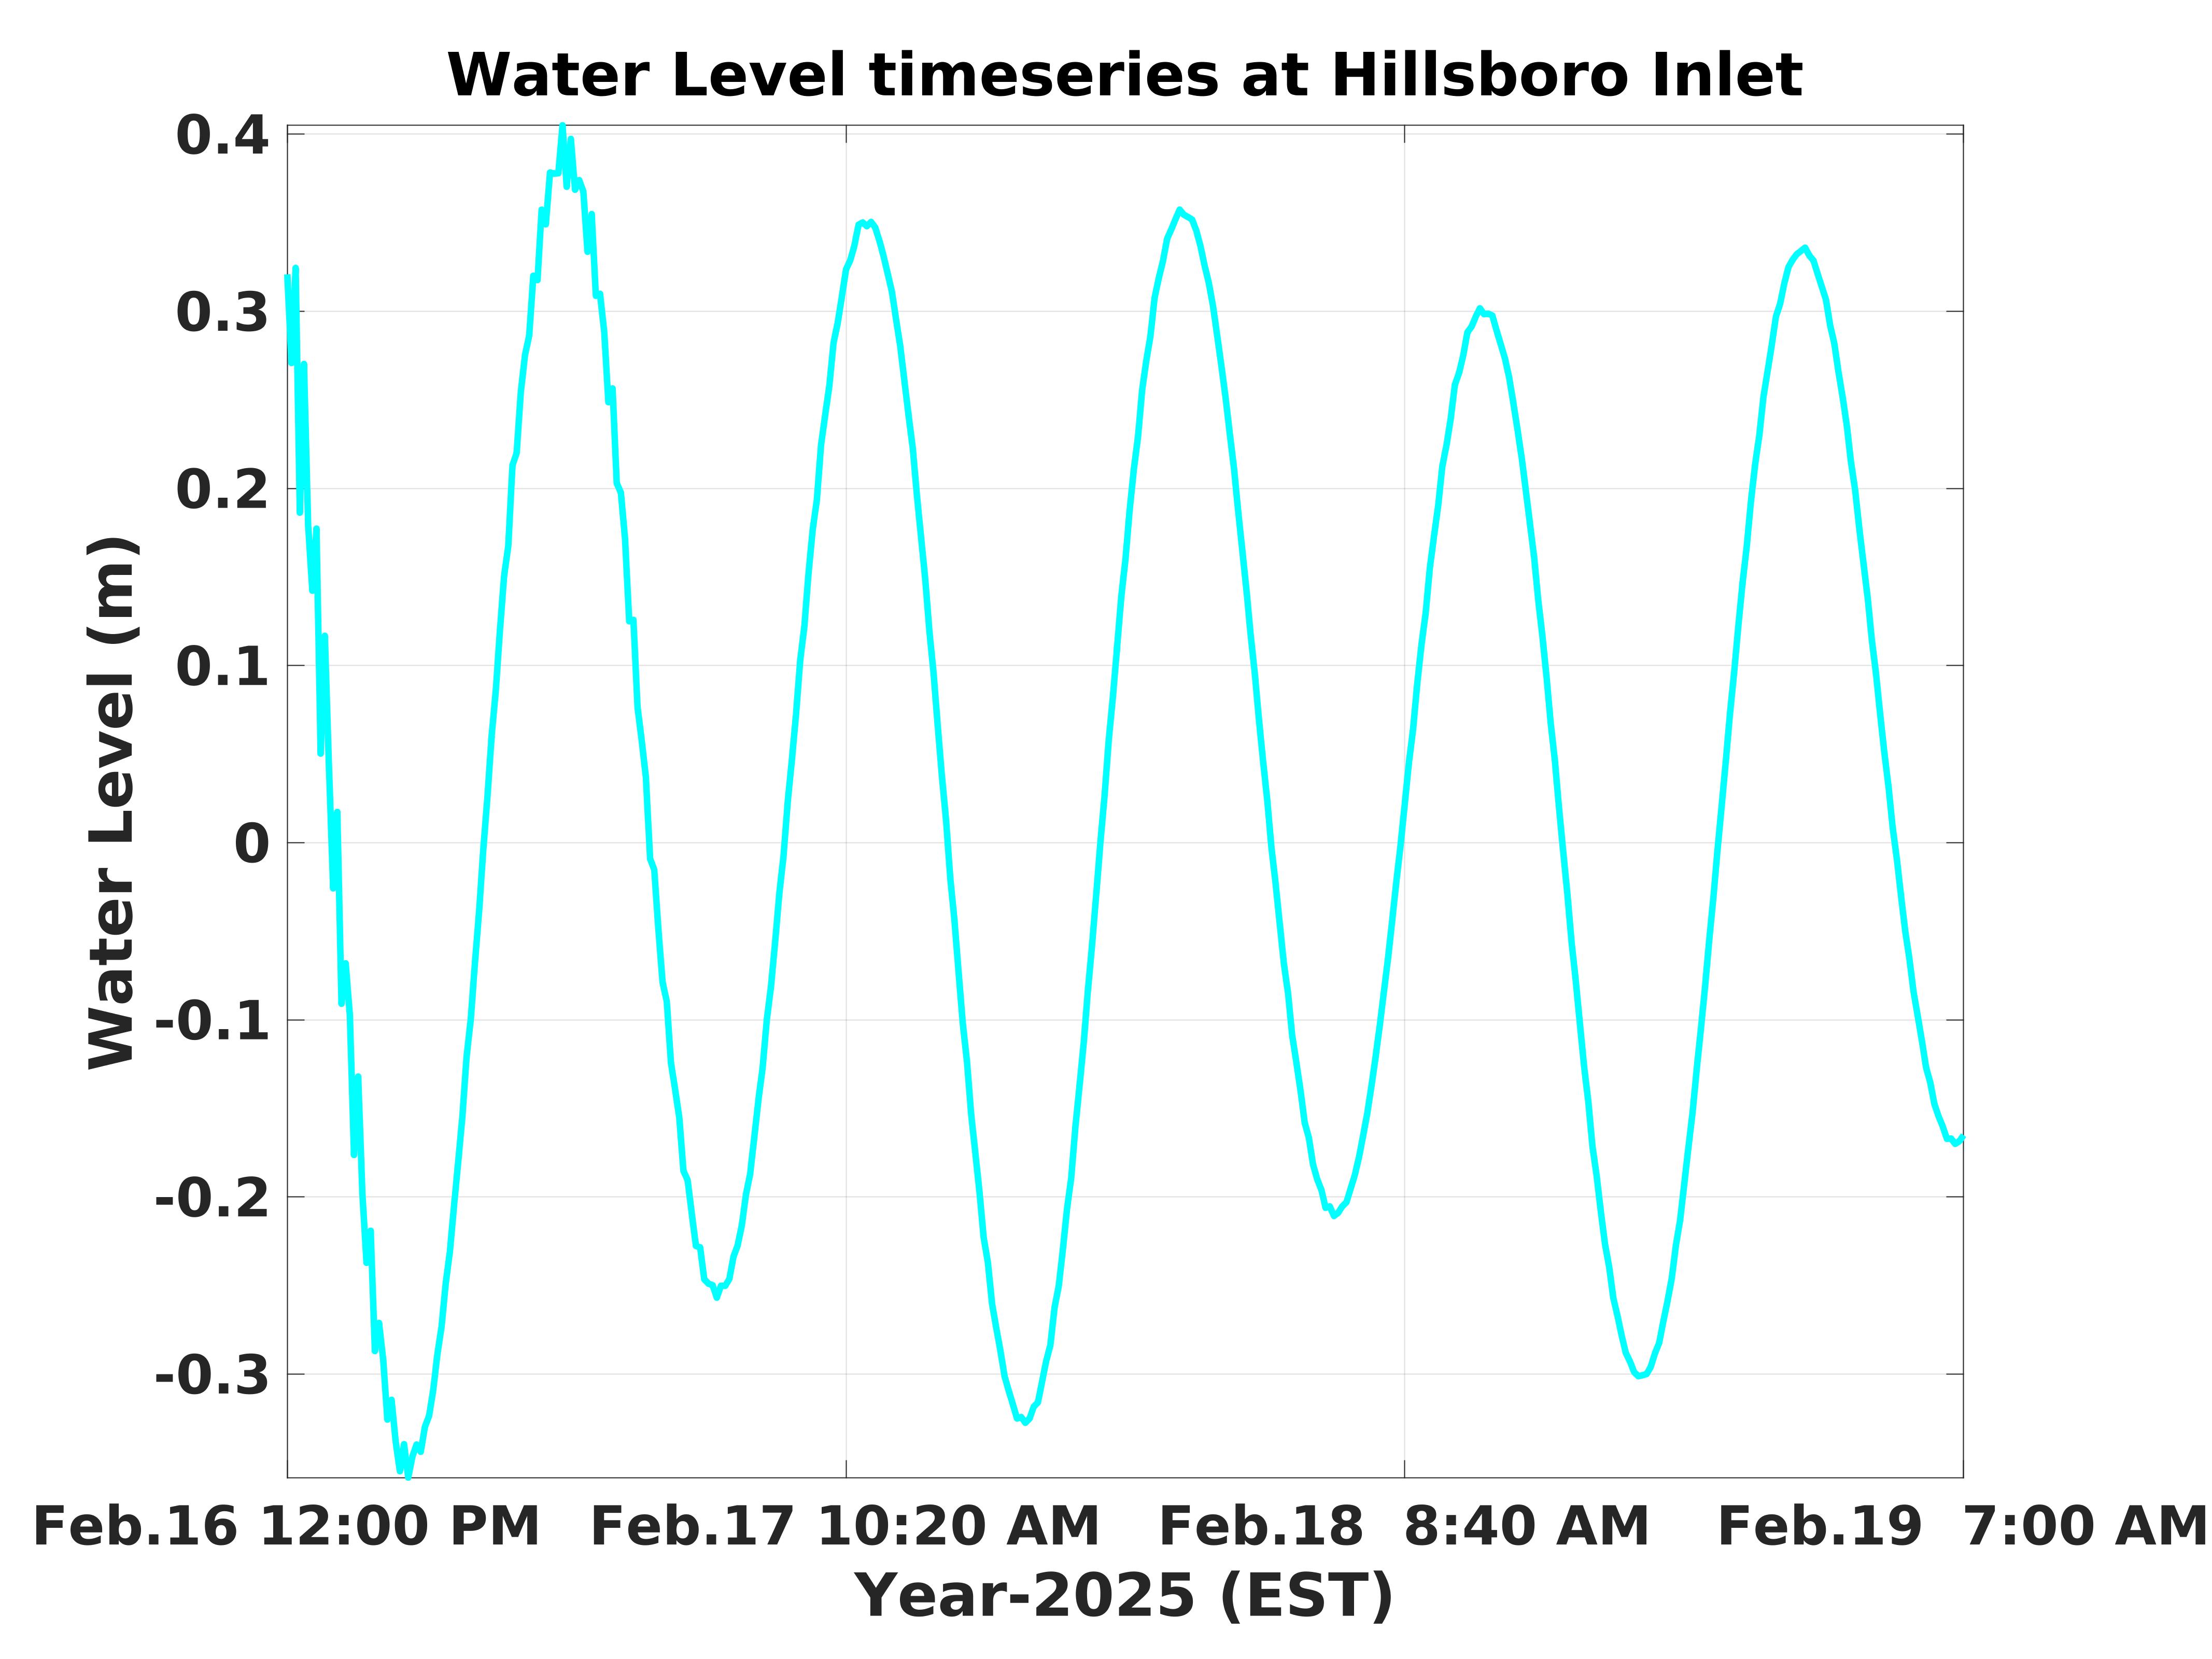 Water Level timeseries at Hillsboro Inlet
0.4
0.3
0.2
0.1
0
-0.1
-0.2
-0.3
Water Level (m)
Feb.16 12:00 PM Feb.17 10:20 AM Feb.18 8:40 AM Feb.19 7:00 AM
Year-2025 (EST)